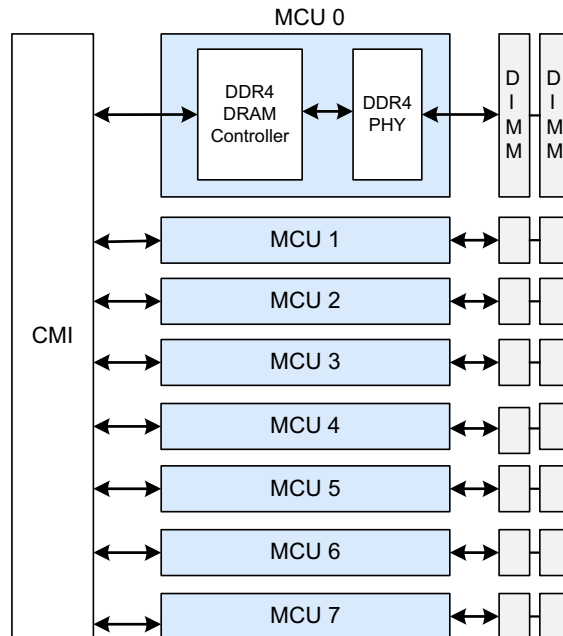 MCU 0
DDR4
DRAM
Controller
DDR4
PHY
D
I
M
M
D
I
M
M
MCU 1
MCU 2
CMI
MCU 3
MCU 4
MCU 5
MCU 6
MCU 7